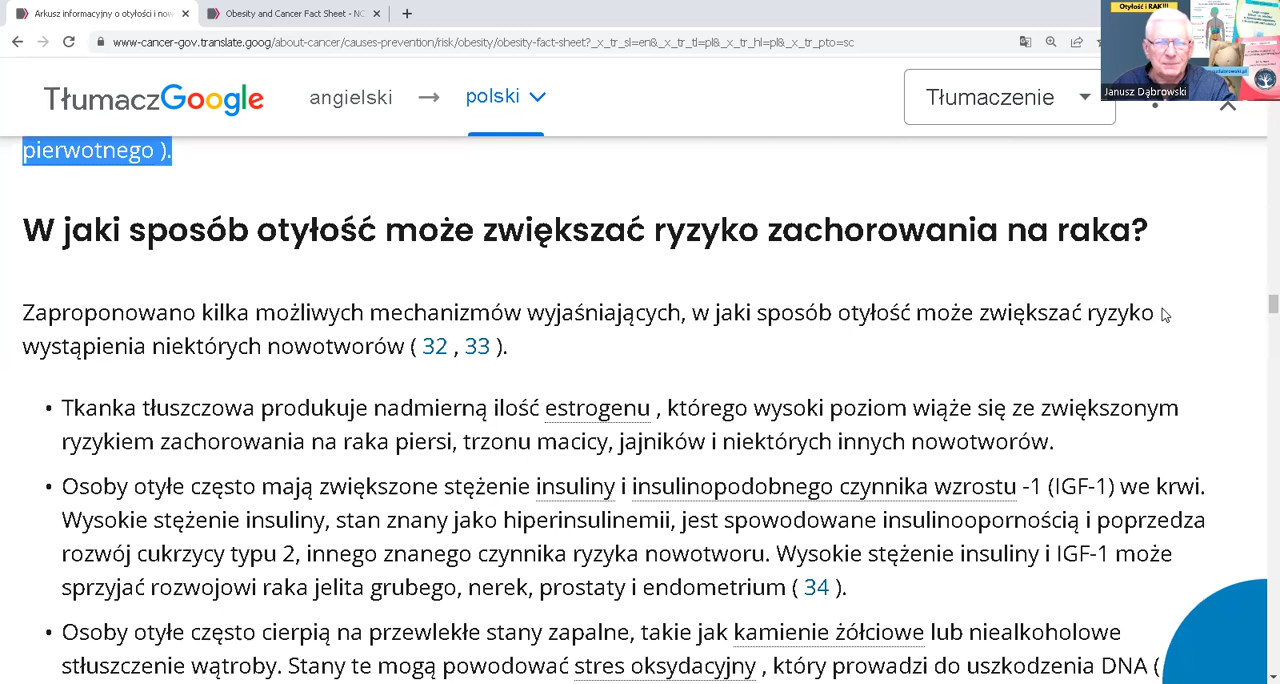 Arkusz informacyjny o otyłości i now
Obesity and Cancer Fact Sheet - NC
www-cancer-gov.translate.goog/about-cancer/causes-prevention/risk/obesity/obesity-fact-sheet?_x_tr_sl=en&_x_tr_tl=pl&_x_tr_hl=pl&_x_tr_pto=sc
Otyłość i RAK!!!
Janusz Dąbrowski
TłumaczGoogle angielski → polski Tłumaczenie
pierwotnego ).
W jaki sposób otyłość może zwiększać ryzyko zachorowania na raka?
Zaproponowano kilka możliwych mechanizmów wyjaśniających, w jaki sposób otyłość może zwiększać ryzyko
wystąpienia niektórych nowotworów ( 32 , 33 ).
• Tkanka tłuszczowa produkuje nadmierną ilość estrogenu , którego wysoki poziom wiąże się ze zwiększonym
ryzykiem zachorowania na raka piersi, trzonu macicy, jajników i niektórych innych nowotworów.
• Osoby otyłe często mają zwiększone stężenie insuliny i insulinopodobnego czynnika wzrostu -1 (IGF-1) we krwi.
Wysokie stężenie insuliny, stan znany jako hiperinsulinemii, jest spowodowane insulinoopornością i poprzedza
rozwój cukrzycy typu 2, innego znanego czynnika ryzyka nowotworu. Wysokie stężenie insuliny i IGF-1 może
sprzyjać rozwojowi raka jelita grubego, nerek, prostaty i endometrium ( 34 ).
• Osoby otyłe często cierpią na przewlekłe stany zapalne, takie jak kamienie żółciowe lub niealkoholowe
stłuszczenie wątroby. Stany te mogą powodować stres oksydacyjny , który prowadzi do uszkodzenia DNA (